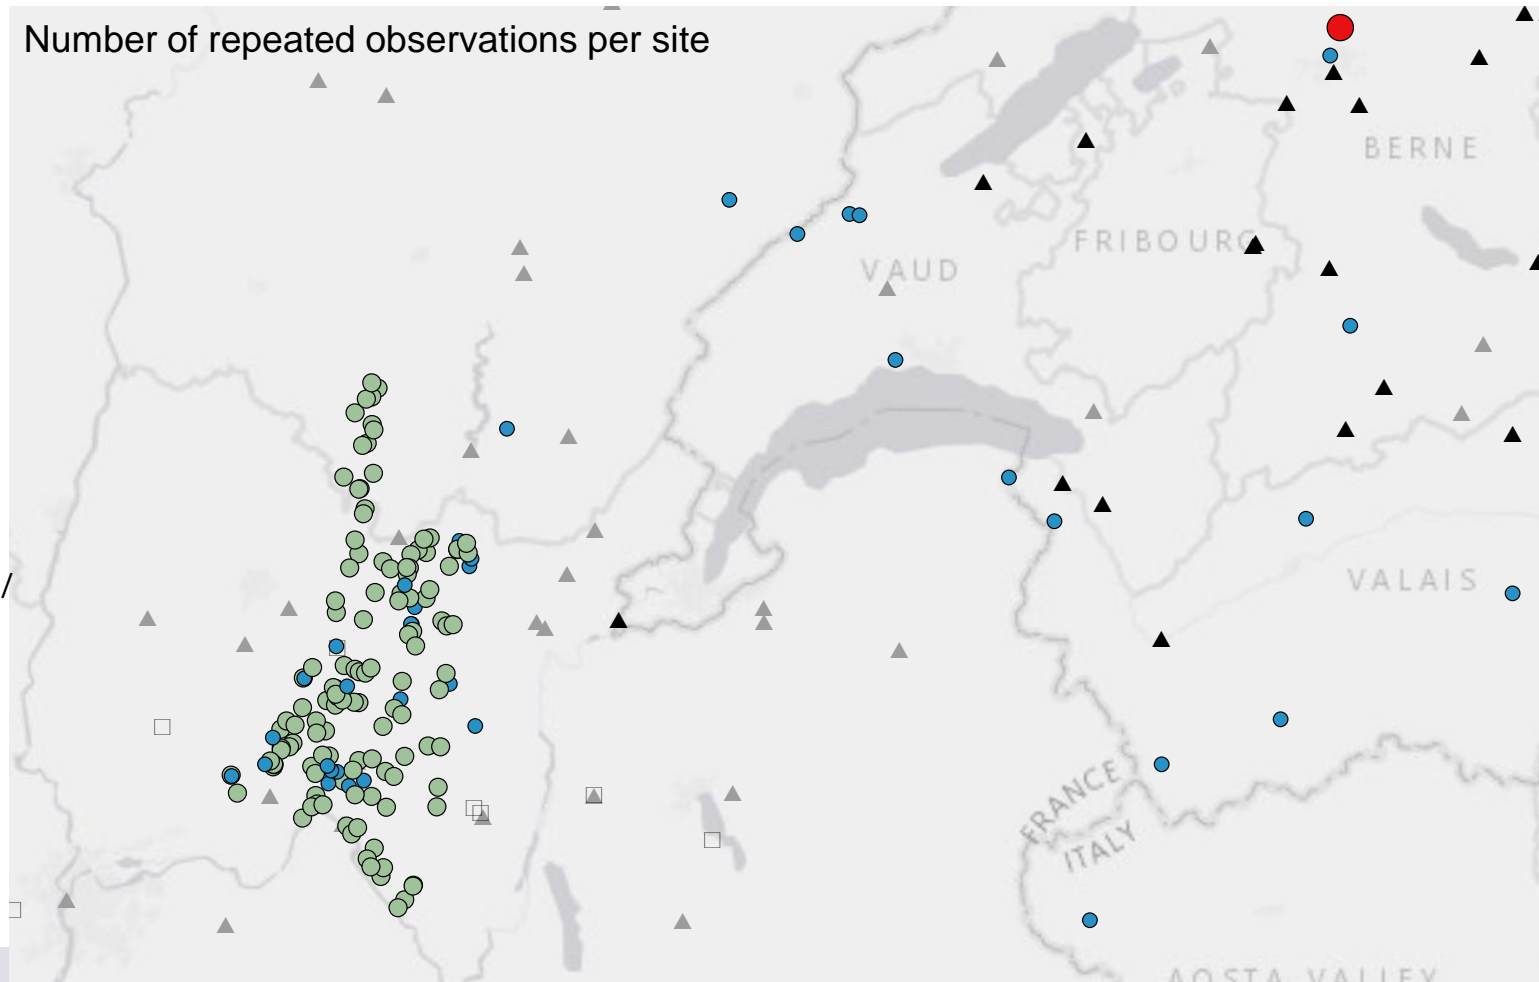 Number of repeated observations per site
BERNE
FRIBOURG
VAUD
/
VALAIS
FRANCE
ITALY
AOSTA VALLEY